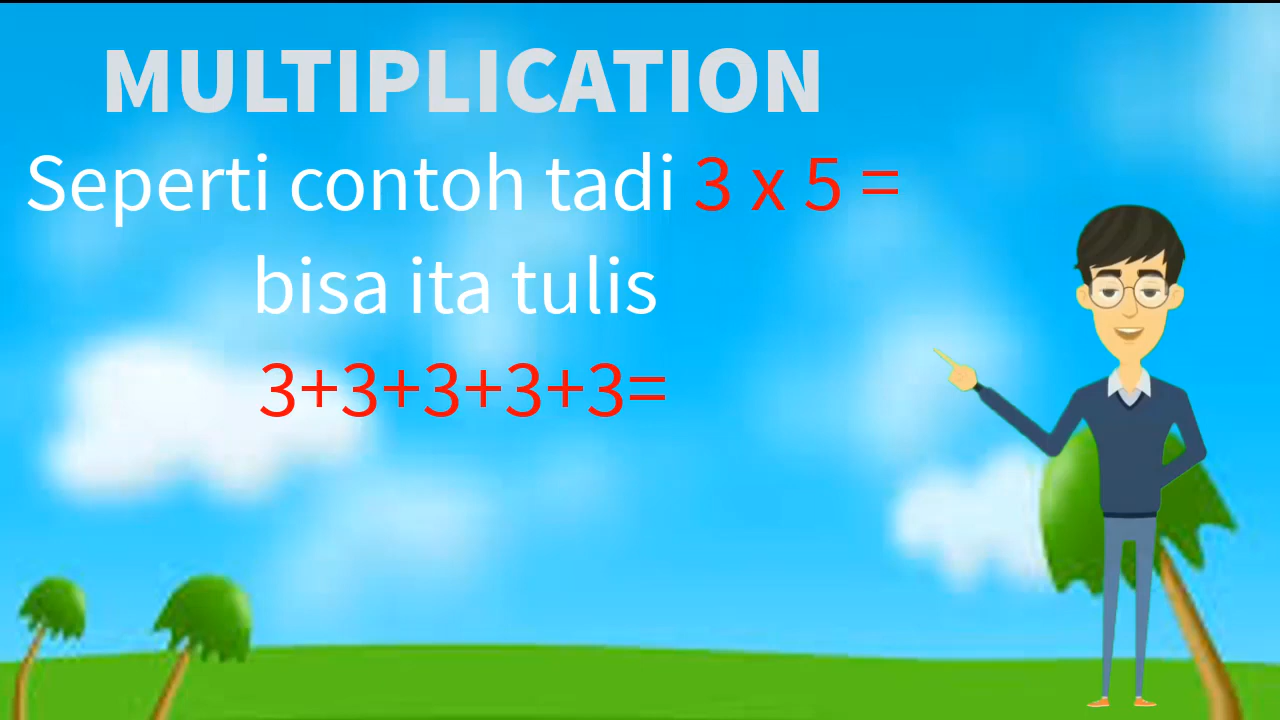 MULTIPLICATION
Seperti contoh tadi 3 x 5 =
bisa ita tulis
3+3+3+3+3=